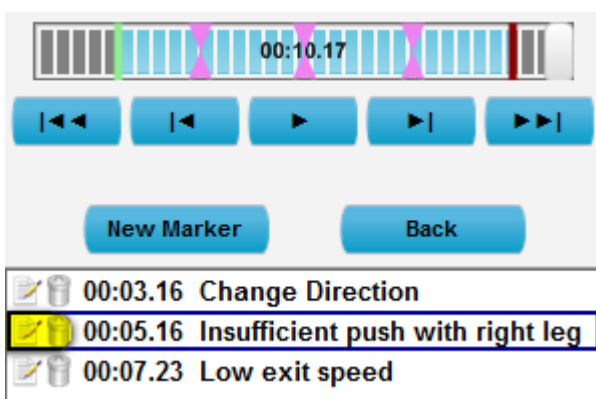 00:10.17
New Marker Back
00:03.16 Change Direction
00:05.16 Insufficient push with right leg
00:07.23 Low exit speed